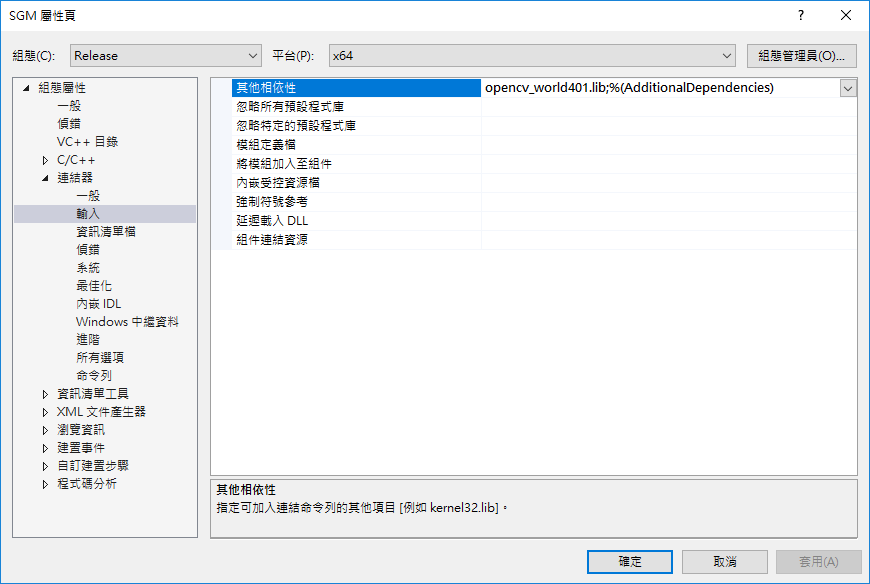 SGM 屬性頁
組態(C): Release 平台(P): x64 組態管理員(O)...
組態屬性
一般
偵錯
VC++ 目錄
C/C++
連結器
一般
輸入
資訊清單檔
偵錯
系統
最佳化
內嵌 IDL
Windows 中繼資料
進階
所有選項
命令列
資訊清單工具
XML 文件產生器
瀏覽資訊
建置事件
自訂建置步驟
程式碼分析
其他相依性 opencv_world401.lib;%(AdditionalDependencies)
忽略所有預設程式庫
忽略特定的預設程式庫
模組定義檔
將模組加入至組件
內嵌受控資源檔
強制符號參考
延遲載入 DLL
組件連結資源
其他相依性
指定可加入連結命令列的其他項目 [例如 kernel32.lib]。
確定 取消 套用(A)